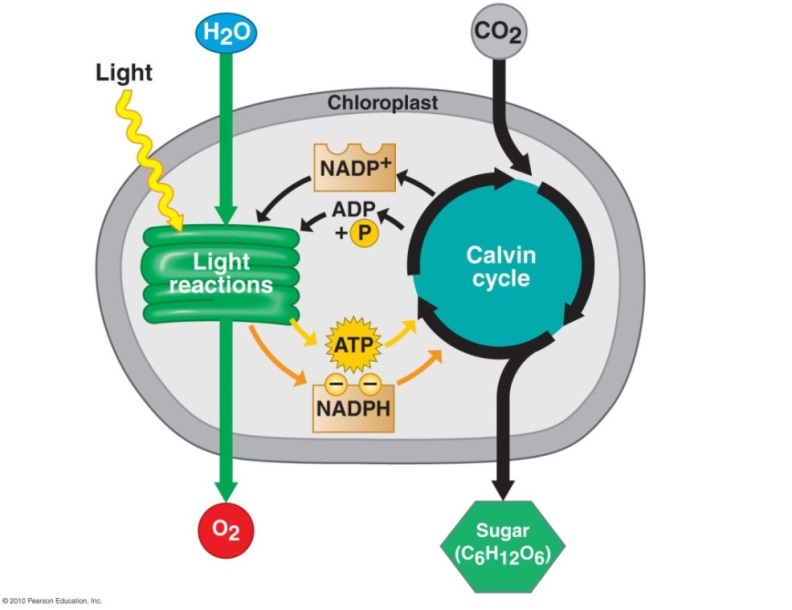 H₂O
CO₂
Light
Chloroplast
NADP⁺
ADP
+ P
Light
reactions
Calvin
cycle
ATP
− −
NADPH
O₂
Sugar
(C₆H₁₂O₆)
© 2010 Pearson Education, Inc.